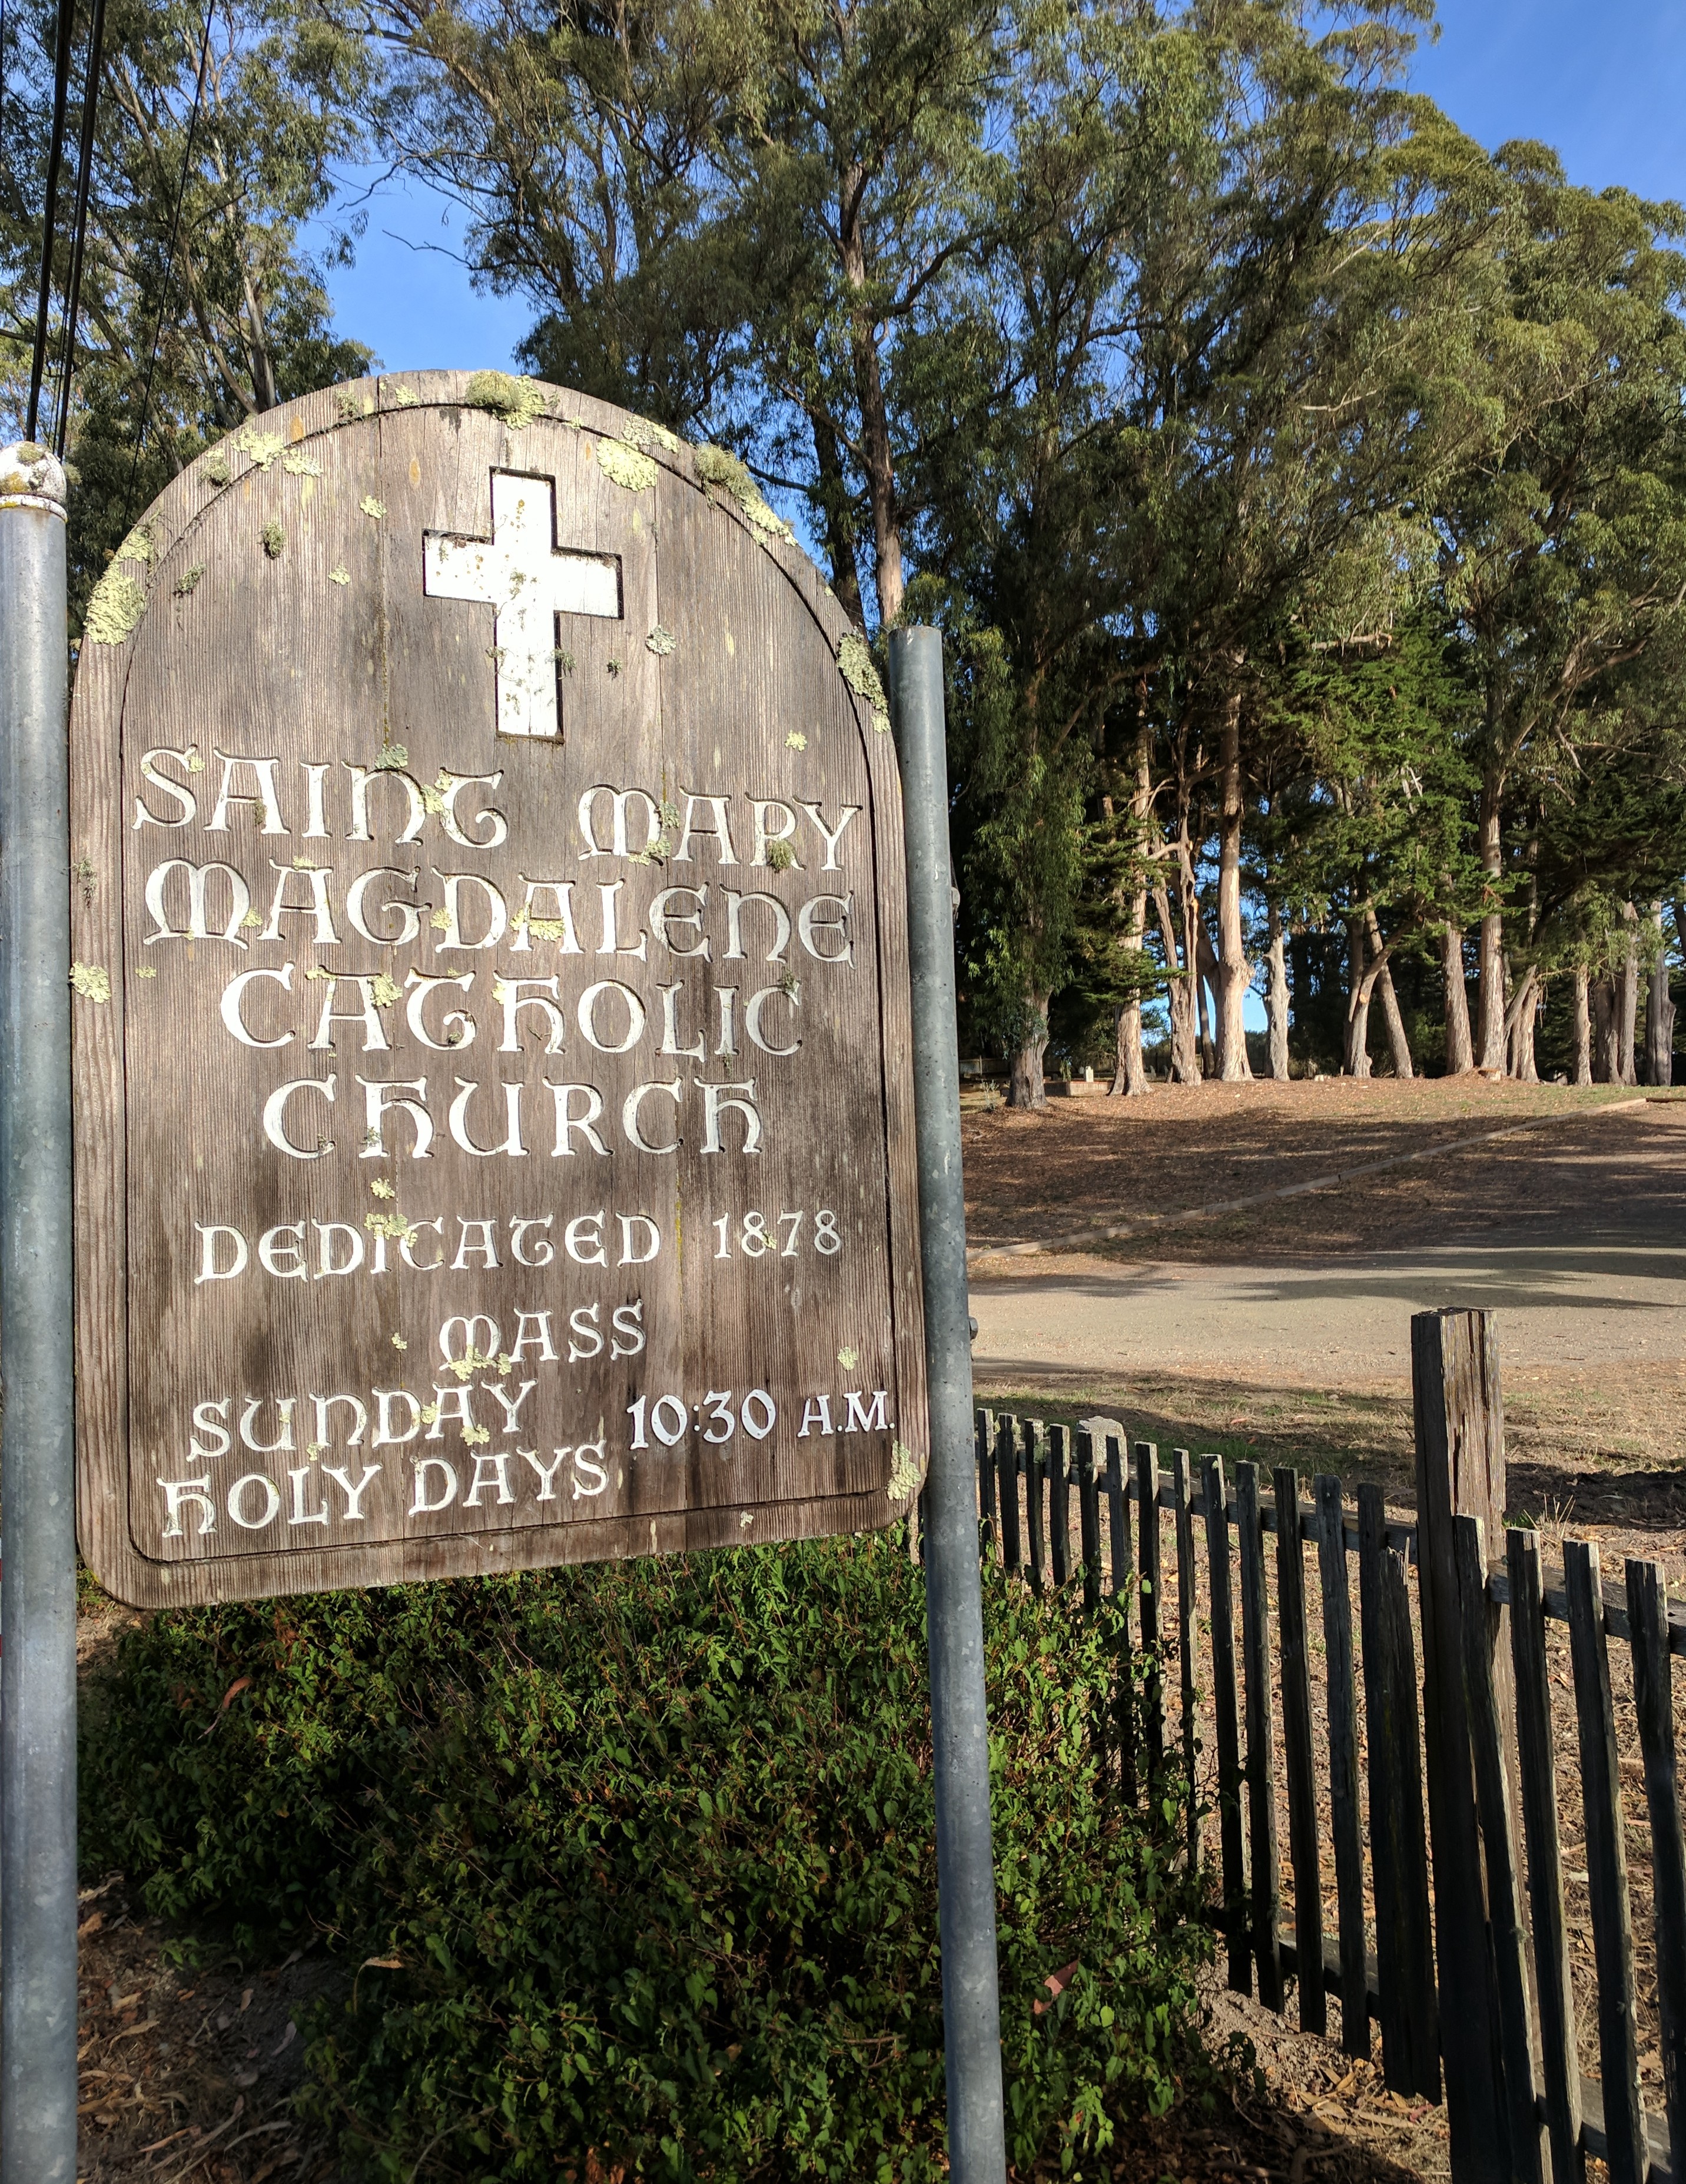 SAINT MARY
MAGDALENE
CATHOLIC
CHURCH
DEDICATED 1878
MASS
SUNDAY 10:30 A.M.
HOLY DAYS